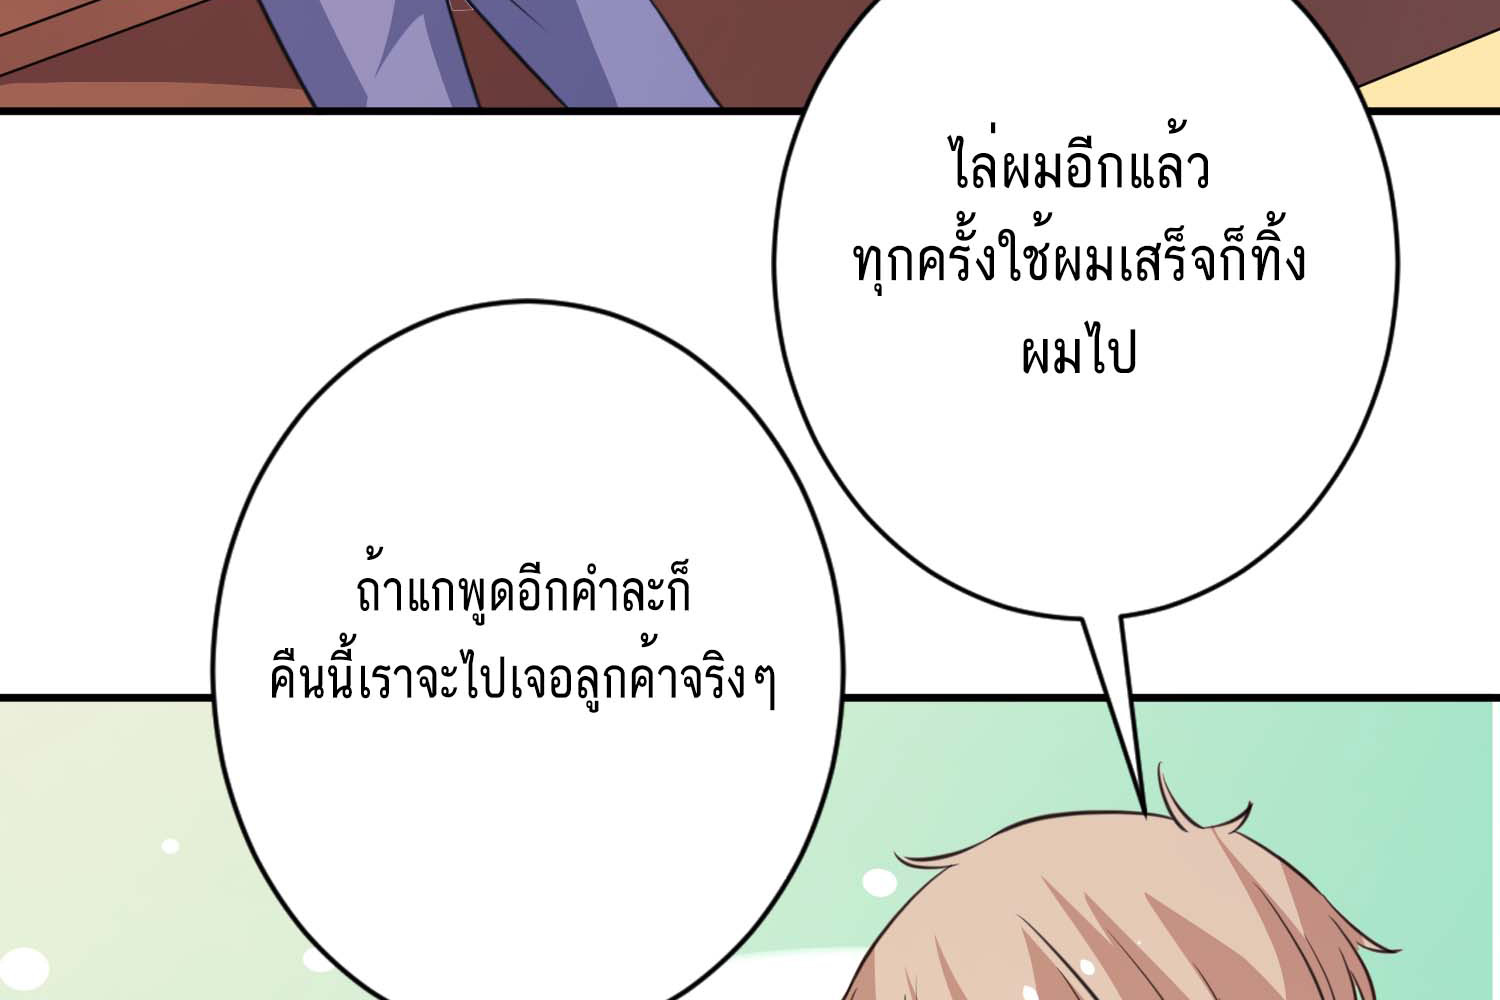 ไล่ผมอีกแล้ว
ทุกครั้งใช้ผมเสร็จก็ทิ้ง
ผมไป
ถ้าแกพูดอีกคำละก็
คืนนี้เราจะไปเจอลูกค้าจริงๆ